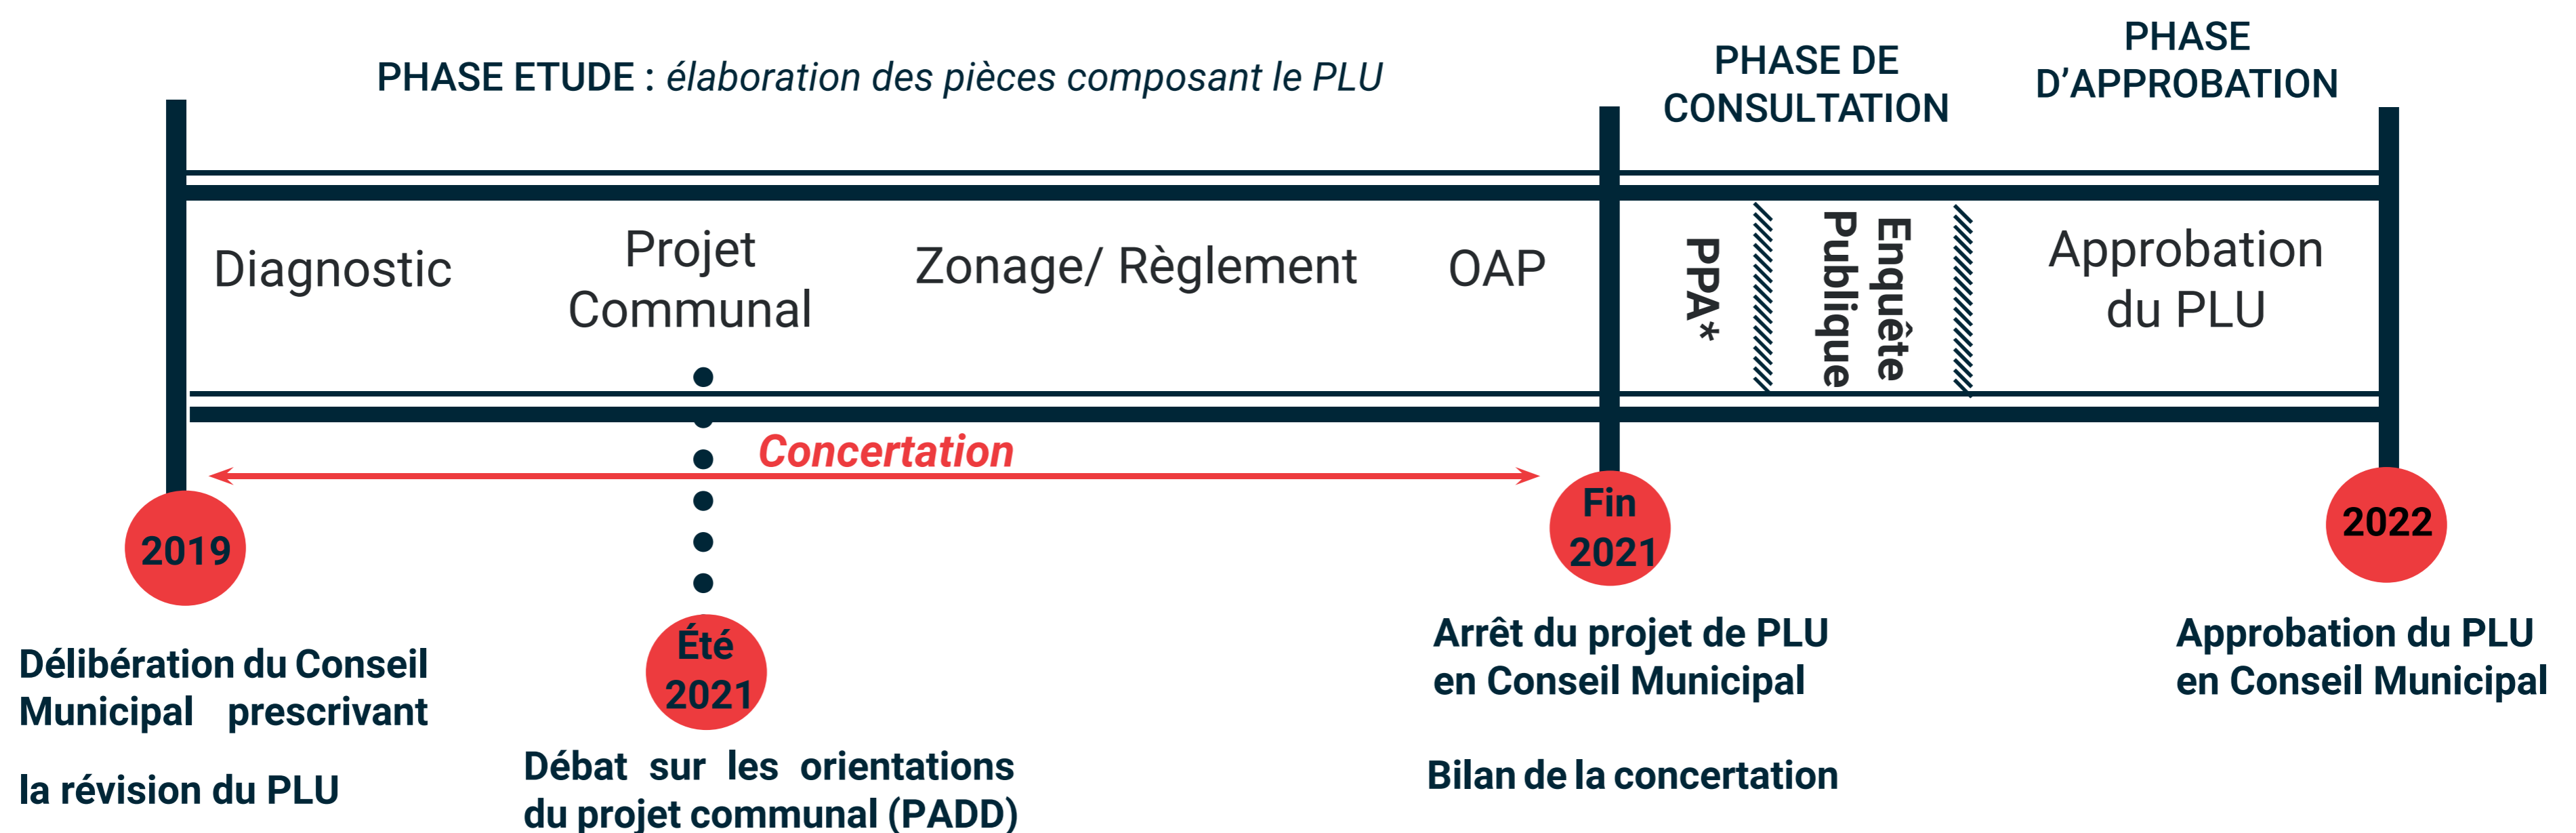 PHASE ETUDE : élaboration des pièces composant le PLU
PHASE DE
CONSULTATION
PHASE
D’APPROBATION
Diagnostic
Projet
Communal
Zonage/ Règlement
OAP
PPA*
Enquête
Publique
Approbation
du PLU
Concertation
2019
Délibération du Conseil
Municipal prescrivant
la révision du PLU
Été
2021
Débat sur les orientations
du projet communal (PADD)
Fin
2021
Arrêt du projet de PLU
en Conseil Municipal
Bilan de la concertation
2022
Approbation du PLU
en Conseil Municipal